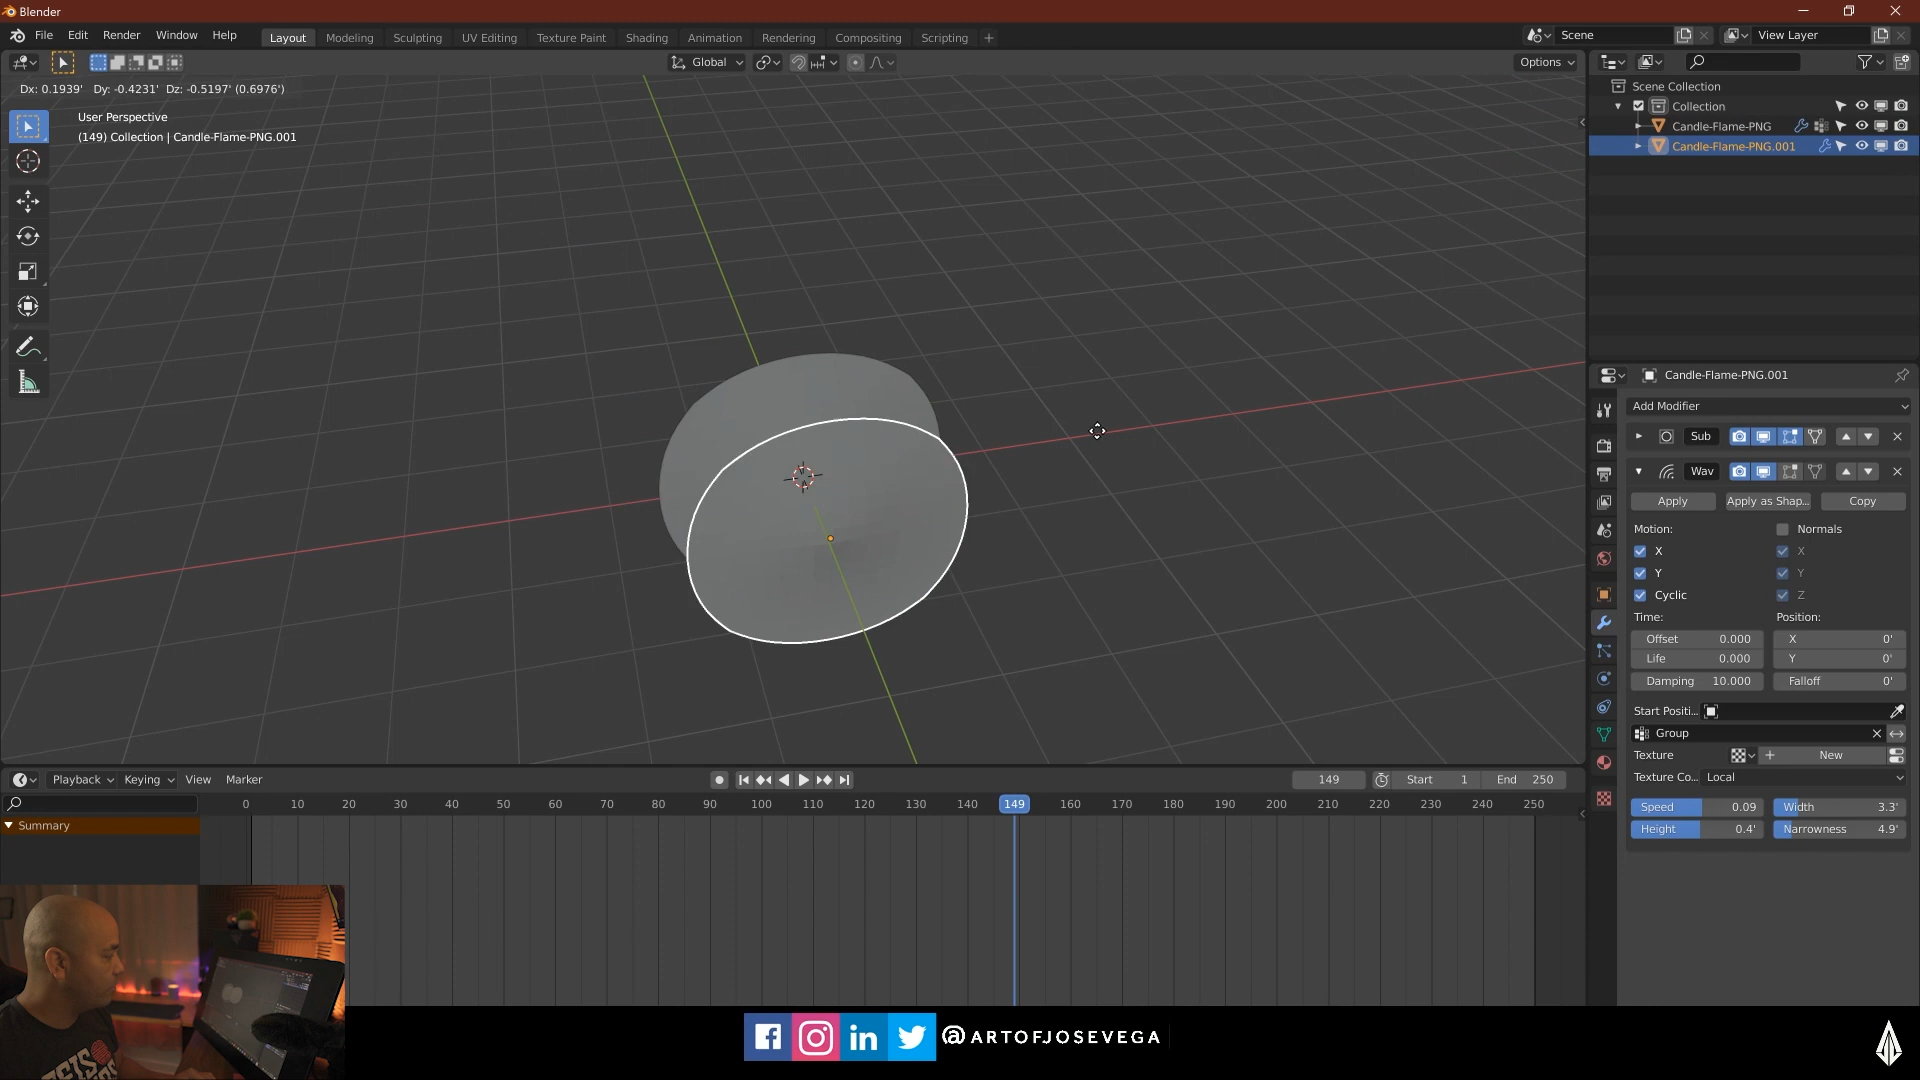 Blender
File Edit Render Window Help
Layout Modeling Sculpting UV Editing Texture Paint Shading Animation Rendering Compositing Scripting +
Scene
View Layer
Global
Options
Dx: 0.1939' Dy: -0.4231' Dz: -0.5197' (0.6976')
User Perspective
(149) Collection | Candle-Flame-PNG.001
Scene Collection
Collection
Candle-Flame-PNG
Candle-Flame-PNG.001
Candle-Flame-PNG.001
Add Modifier
Sub
Wav
Apply Apply as Shap... Copy
Motion: Normals
X X
Y Y
Cyclic Z
Time: Position:
Offset 0.000 X 0'
Life 0.000 Y 0'
Damping 10.000 Falloff 0'
Start Positi...
Group
Texture New
Texture Co... Local
Speed 0.09 Width 3.3'
Height 0.4' Narrowness 4.9'
Playback Keying View Marker
149 Start 1 End 250
0 10 20 30 40 50 60 70 80 90 100 110 120 130 140 149 160 170 180 190 200 210 220 230 240 250
Summary
@ARTOFJOSEVEGA